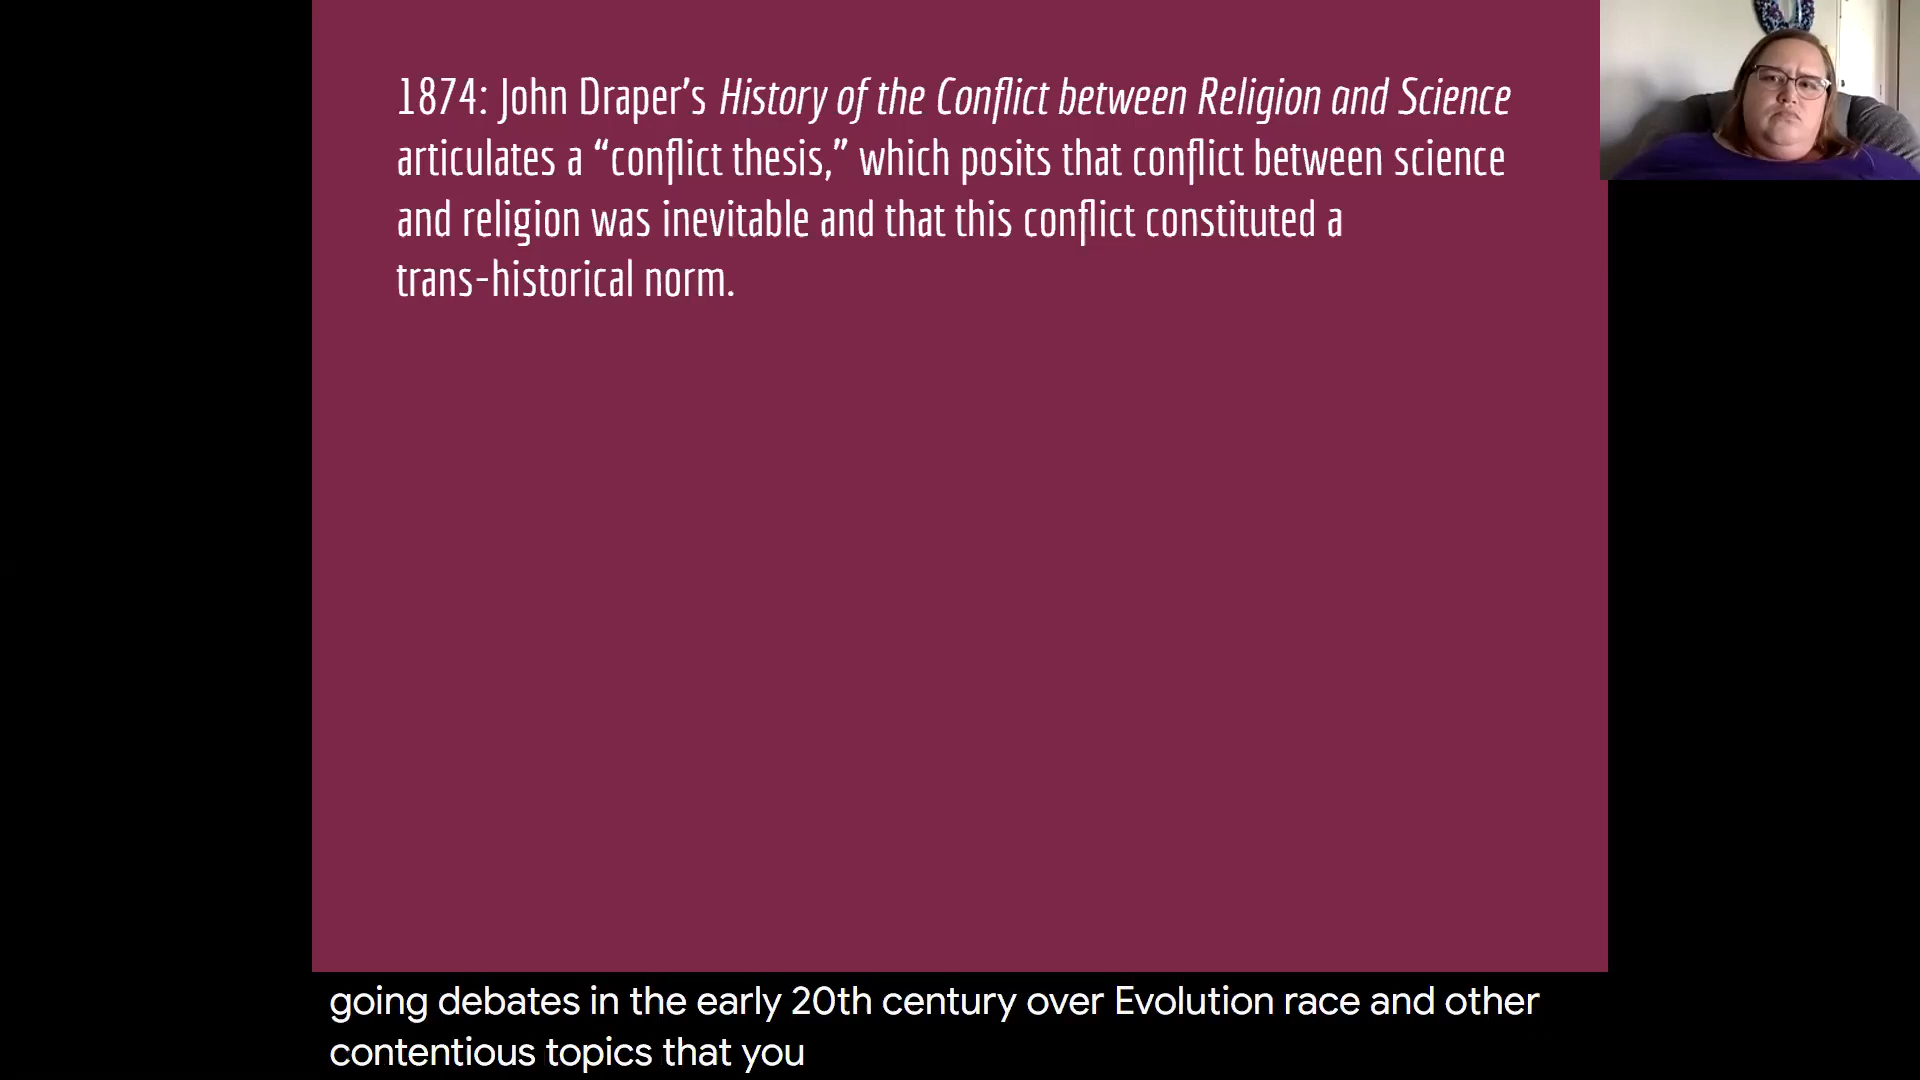 1874: John Draper’s History of the Conflict between Religion and Science
articulates a “conflict thesis,” which posits that conflict between science
and religion was inevitable and that this conflict constituted a
trans-historical norm.
going debates in the early 20th century over Evolution race and other
contentious topics that you